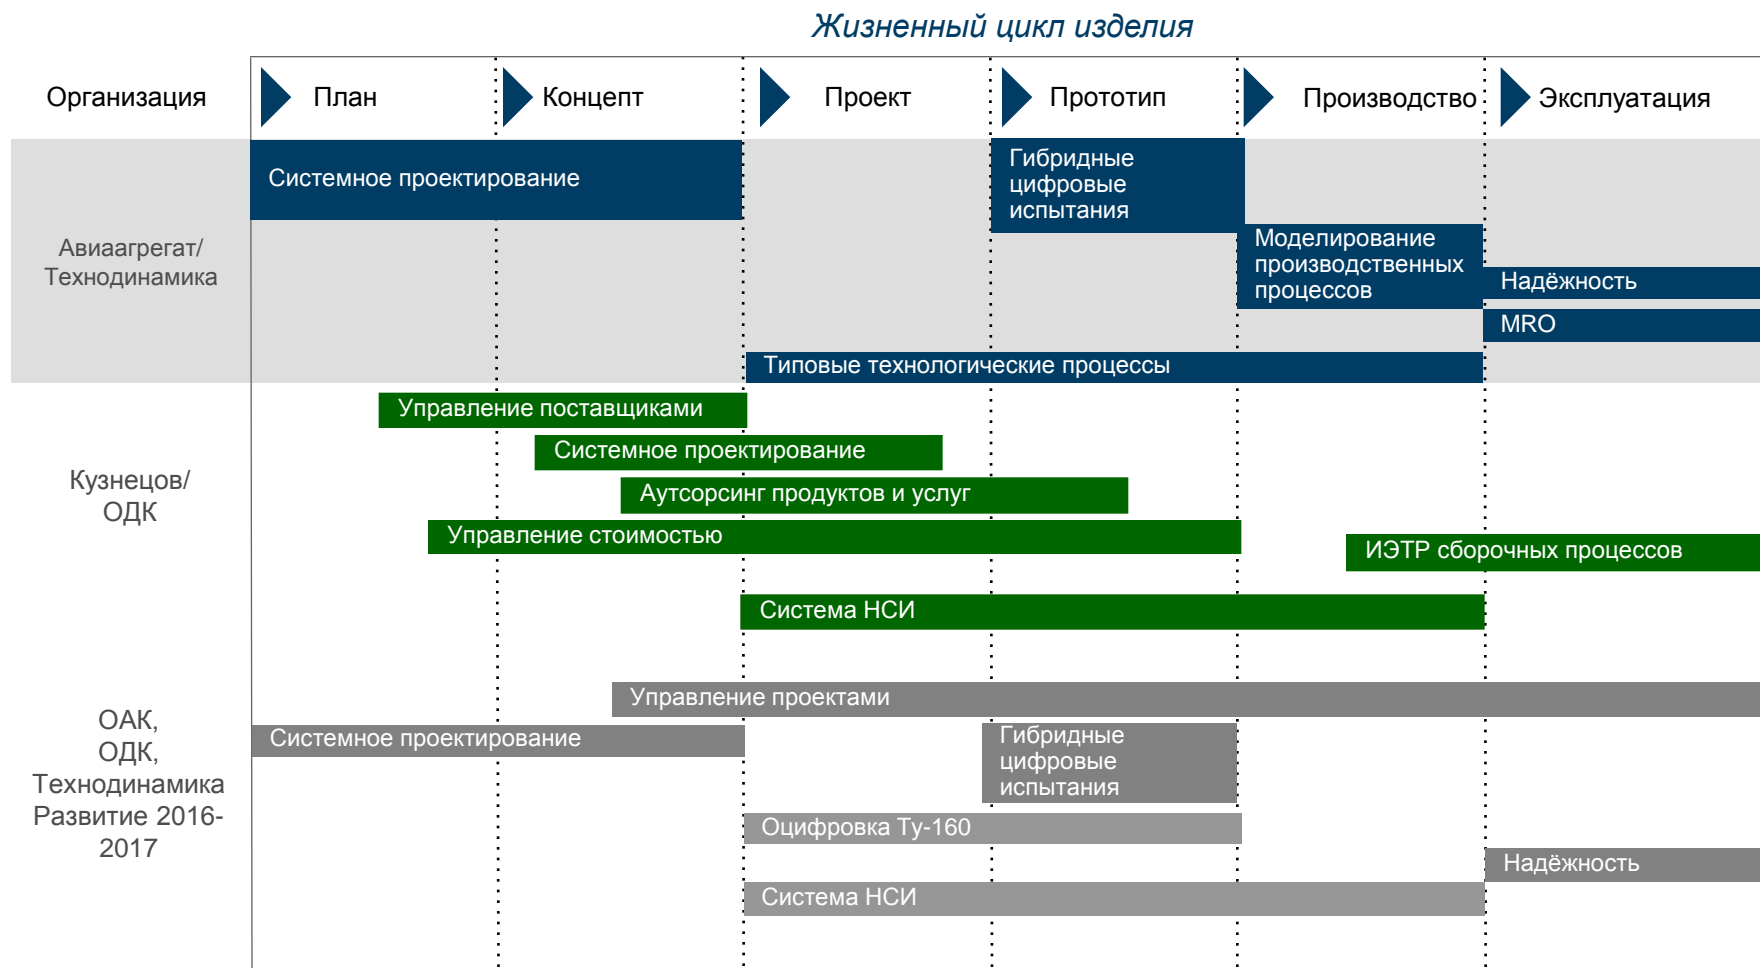 Жизненный цикл изделия
Организация
План
Концепт
Проект
Прототип
Производство
Эксплуатация
Авиаагрегат/
Технодинамика
Системное проектирование
Гибридные
цифровые
испытания
Моделирование
производственных
процессов
Надёжность
MRO
Типовые технологические процессы
Кузнецов/
ОДК
Управление поставщиками
Системное проектирование
Аутсорсинг продуктов и услуг
Управление стоимостью
ИЭТР сборочных процессов
Система НСИ
ОАК,
ОДК,
Технодинамика
Развитие 2016-
2017
Управление проектами
Системное проектирование
Гибридные
цифровые
испытания
Оцифровка Ту-160
Надёжность
Система НСИ